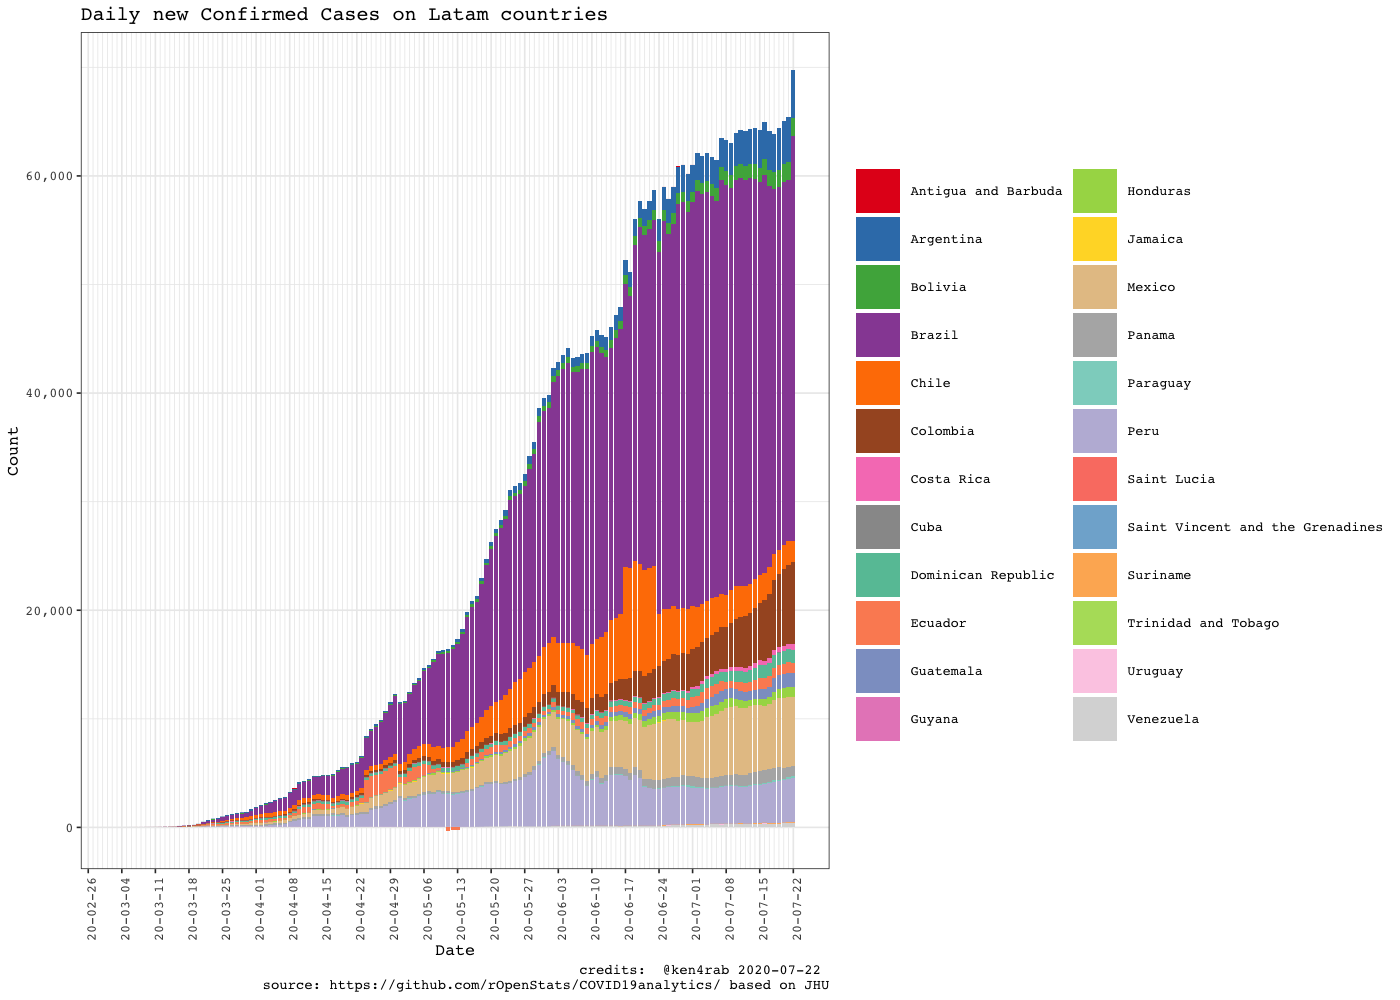 Daily new Confirmed Cases on Latam countries
Count
60,000
40,000
20,000
0
20-02-26
20-03-04
20-03-11
20-03-18
20-03-25
20-04-01
20-04-08
20-04-15
20-04-22
20-04-29
20-05-06
20-05-13
20-05-20
20-05-27
20-06-03
20-06-10
20-06-17
20-06-24
20-07-01
20-07-08
20-07-15
20-07-22
Date
Antigua and Barbuda
Argentina
Bolivia
Brazil
Chile
Colombia
Costa Rica
Cuba
Dominican Republic
Ecuador
Guatemala
Guyana
Honduras
Jamaica
Mexico
Panama
Paraguay
Peru
Saint Lucia
Saint Vincent and the Grenadines
Suriname
Trinidad and Tobago
Uruguay
Venezuela
credits:  @ken4rab 2020-07-22
source: https://github.com/rOpenStats/COVID19analytics/ based on JHU